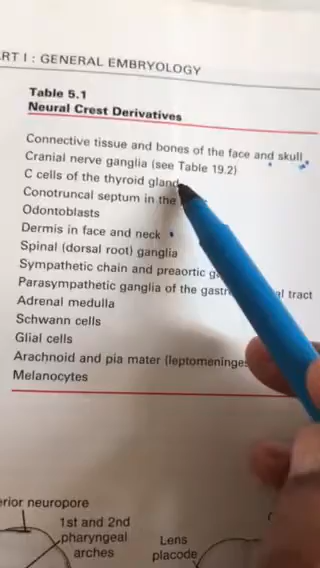 RT I : GENERAL EMBRYOLOGY
Table 5.1
Neural Crest Derivatives
Connective tissue and bones of the face and skull
Cranial nerve ganglia (see Table 19.2)
C cells of the thyroid gland
Conotruncal septum in the
Odontoblasts
Dermis in face and neck
Spinal (dorsal root) ganglia
Sympathetic chain and preaortic
Parasympathetic ganglia of the tract
Adrenal medulla
Schwann cells
Glial cells
Arachnoid and pia mater (leptomeninges
Melanocytes
erior neuropore
1st and 2nd
pharyngeal
arches
Lens
placode